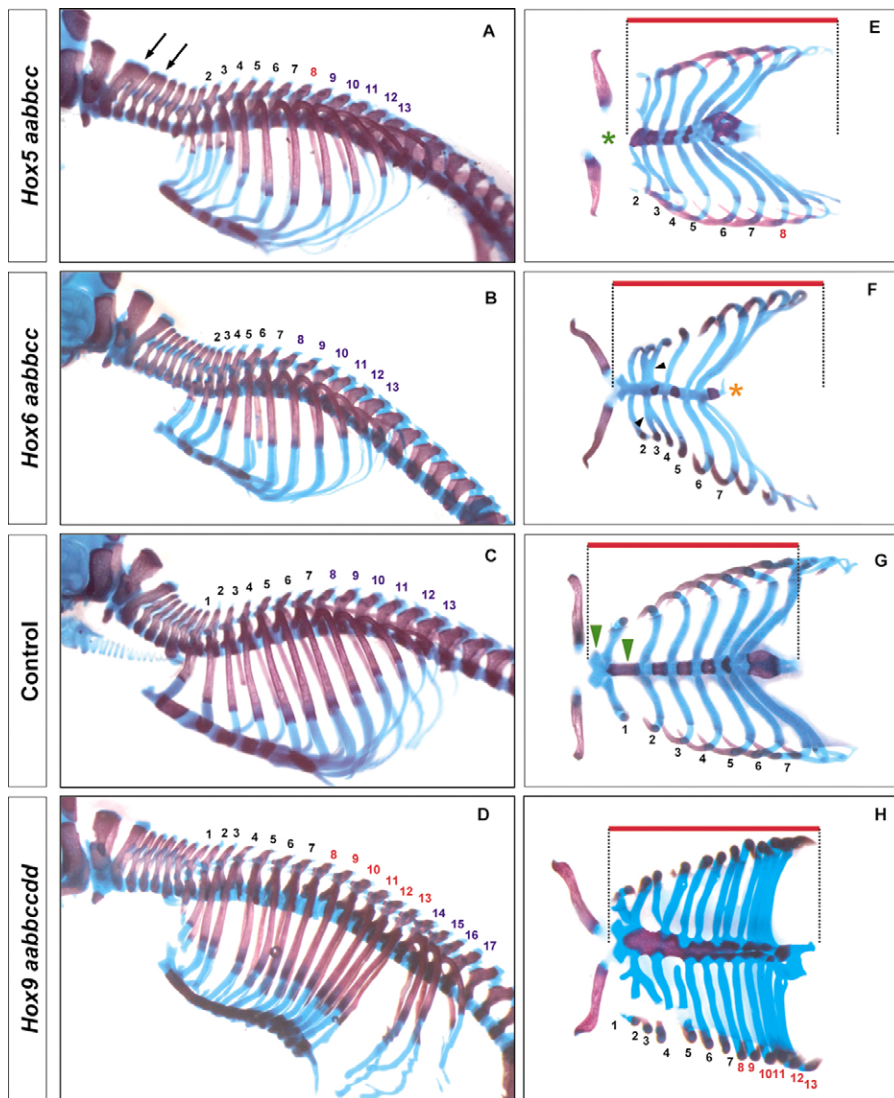 Hox5 aabbcc
A
2 3 4 5 6 7 8 9 10 11 12 13
E
*
2 3 4 5 6 7 8
Hox6 aabbcc
B
2 3 4 5 6 7 8 9 10 11 12 13
F
*
2 3 4 5 6 7
Control
C
1 2 3 4 5 6 7 8 9 10 11 12 13
G
1 2 3 4 5 6 7
Hox9 aabbccdd
D
1 2 3 4 5 6 7 8 9 10 11 12 13 14 15 16 17
H
1 2 3 4 5 6 7 8 9 10 11 12 13